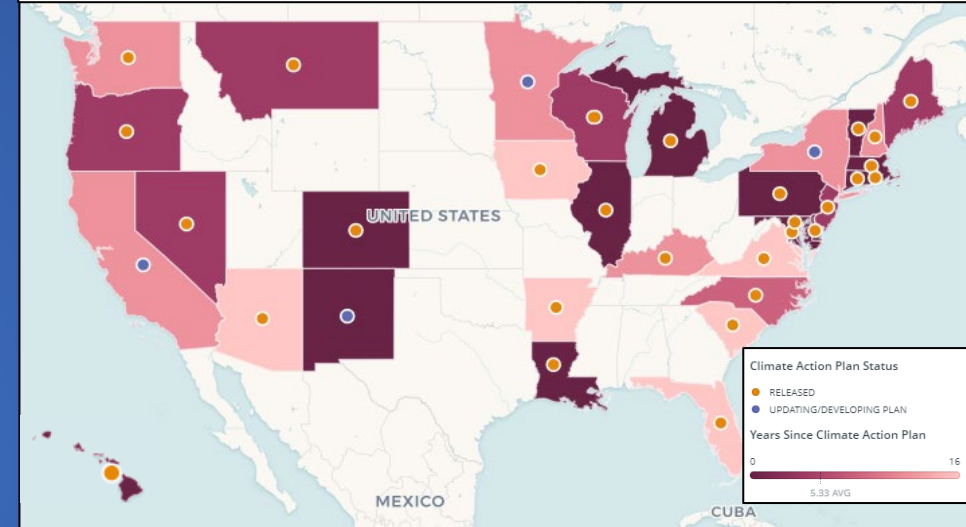 UNITED STATES
MEXICO
CUBA
Climate Action Plan Status
RELEASED
UPDATING/DEVELOPING PLAN
Years Since Climate Action Plan
0 16
5.33 AVG